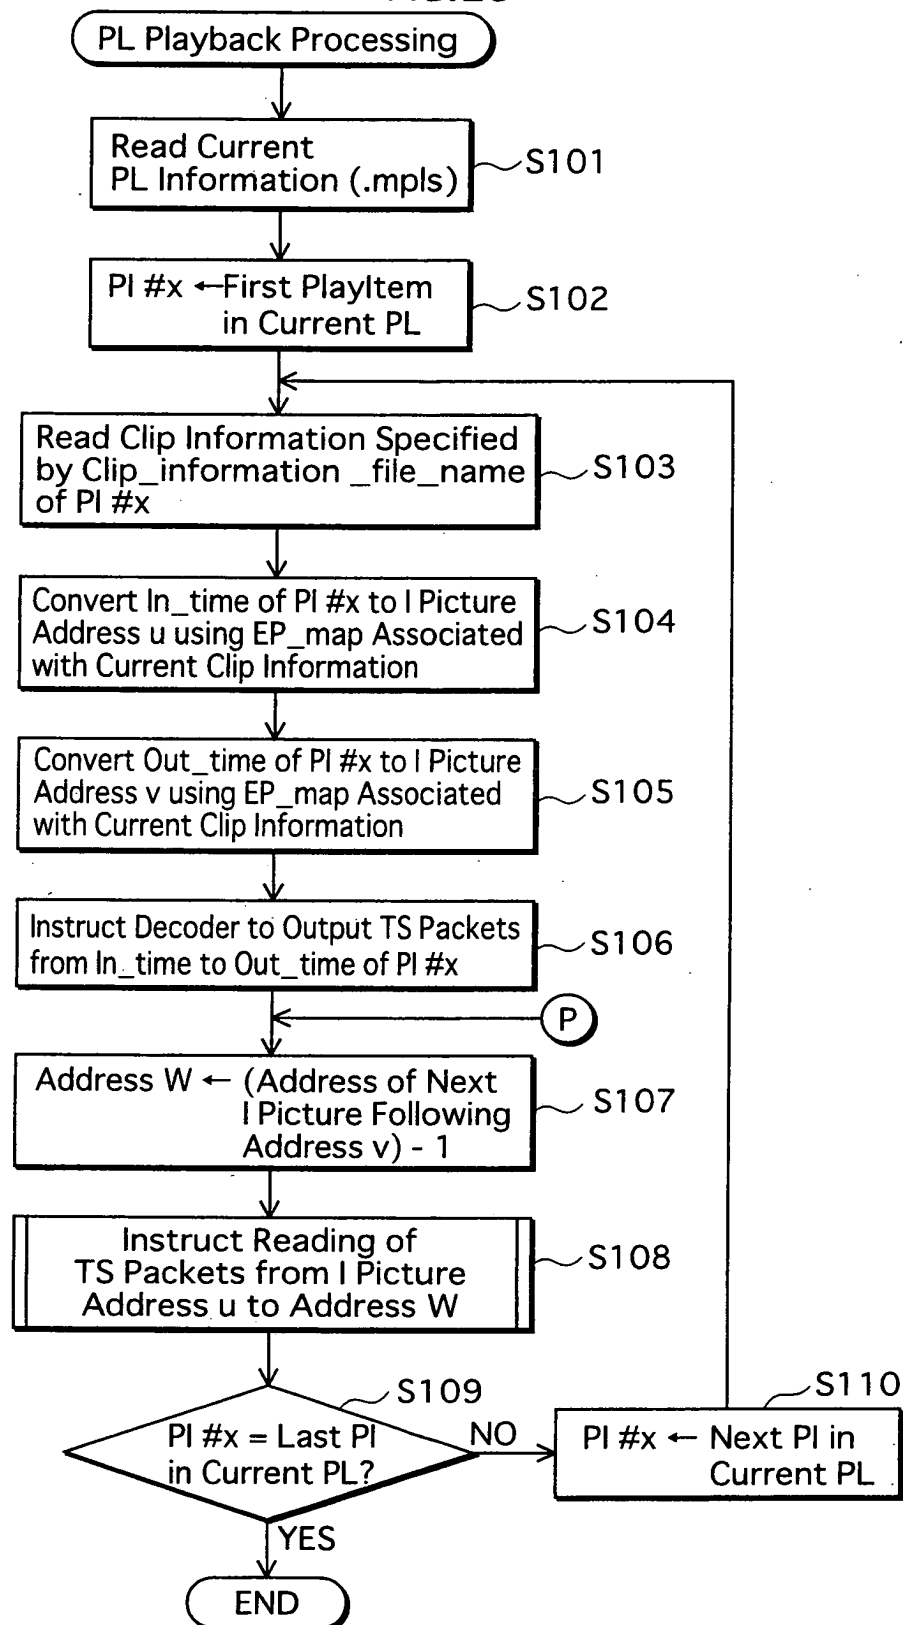 PL Playback Processing
Read Current
PL Information (.mpls)
S101
PI #x ←First PlayItem
in Current PL
S102
Read Clip Information Specified
by Clip_information _file_name
of PI #x
S103
Convert In_time of PI #x to I Picture
Address u using EP_map Associated
with Current Clip Information
S104
Convert Out_time of PI #x to I Picture
Address v using EP_map Associated
with Current Clip Information
S105
Instruct Decoder to Output TS Packets
from In_time to Out_time of PI #x
S106
P
Address W ← (Address of Next
I Picture Following
Address v) - 1
S107
Instruct Reading of
TS Packets from I Picture
Address u to Address W
S108
S109
PI #x = Last PI
in Current PL?
NO
S110
PI #x ← Next PI in
Current PL
YES
END